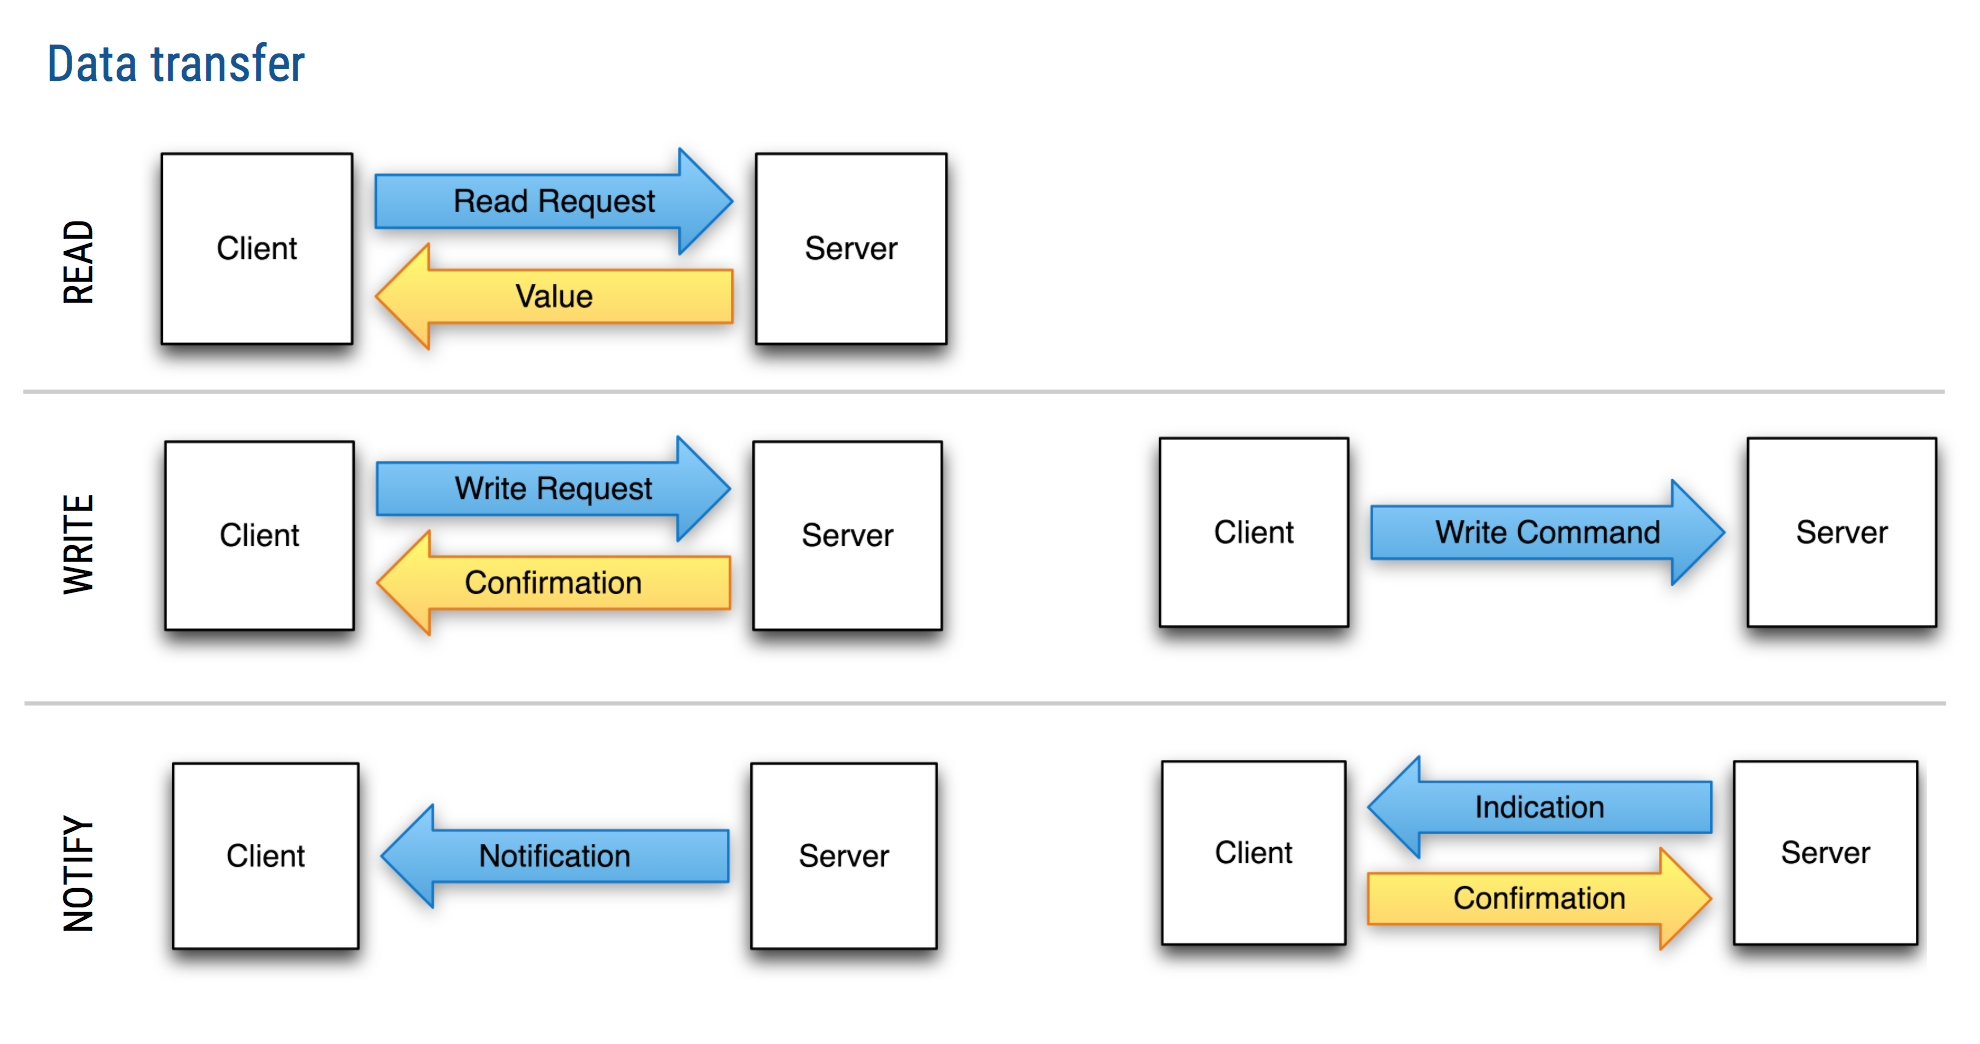 Data transfer
READ
Client
Read Request
Value
Server
WRITE
Client
Write Request
Confirmation
Server
Client
Write Command
Server
NOTIFY
Client
Notification
Server
Client
Indication
Confirmation
Server